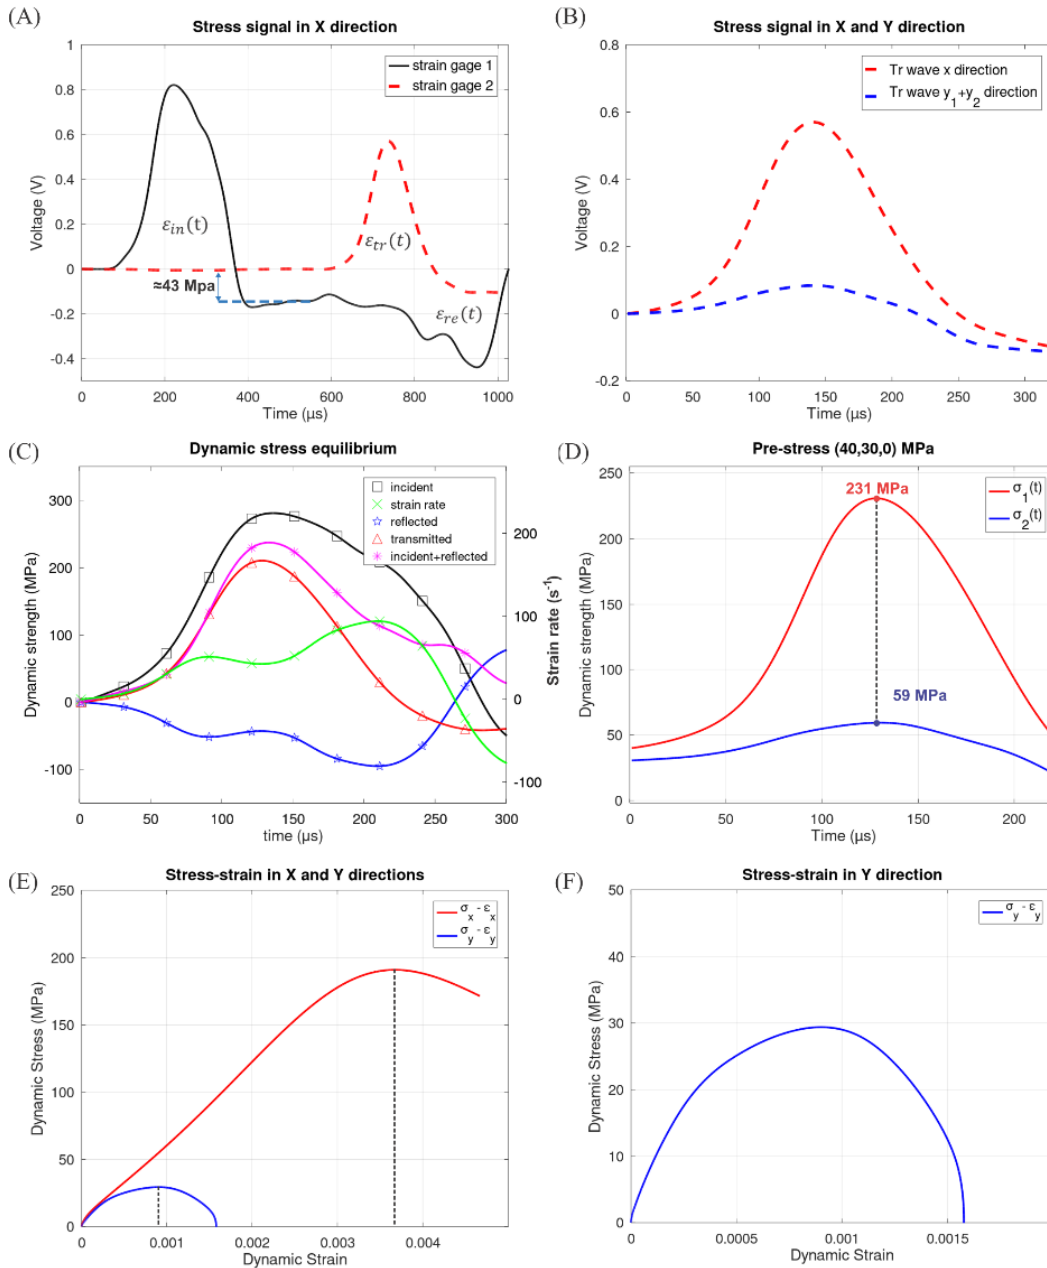 (A)
Stress signal in X direction
1
0.8
0.6
0.4
0.2
0
-0.2
-0.4
Voltage (V)
strain gage 1
strain gage 2
ε_in(t)
ε_tr(t)
ε_re(t)
≈43 Mpa
0 200 400 600 800 1000
Time (µs)
(B)
Stress signal in X and Y direction
0.8
0.6
0.4
0.2
0
-0.2
Voltage (V)
Tr wave x direction
Tr wave y_1+y_2 direction
0 50 100 150 200 250 300
Time (µs)
(C)
Dynamic stress equilibrium
300
200
100
0
-100
Dynamic strength (MPa)
incident
strain rate
reflected
transmitted
incident+reflected
200
100
0
-100
Strain rate (s⁻¹)
0 50 100 150 200 250 300
time (µs)
(D)
Pre-stress (40,30,0) MPa
250
200
150
100
50
0
Dynamic strength (MPa)
231 MPa
59 MPa
σ_1(t)
σ_2(t)
0 50 100 150 200
Time (µs)
(E)
Stress-strain in X and Y directions
250
200
150
100
50
0
Dynamic Stress (MPa)
σ_x - ε_x
σ_y - ε_y
0 0.001 0.002 0.003 0.004
Dynamic Strain
(F)
Stress-strain in Y direction
50
40
30
20
10
0
Dynamic Stress (MPa)
σ_y - ε_y
0 0.0005 0.001 0.0015
Dynamic Strain